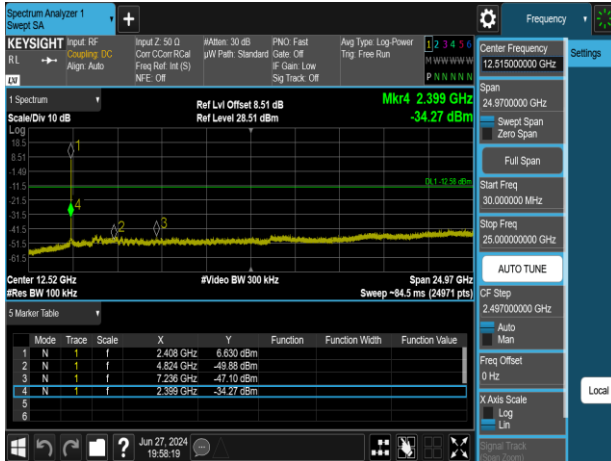 Spectrum Analyzer 1
Swept SA
+
Frequency
KEYSIGHT
RL
LXI
Input: RF
Coupling: DC
Align: Auto
Input Z: 50 Ω
Corr CCorr RCal
Freq Ref: Int (S)
NFE: Off
#Atten: 30 dB
µW Path: Standard
PNO: Fast
Gate: Off
IF Gain: Low
Sig Track: Off
Avg Type: Log-Power
Trig: Free Run
1 2 3 4 5 6
M W W W W W
P N N N N N
1 Spectrum
Scale/Div 10 dB
Ref Lvl Offset 8.51 dB
Ref Level 28.51 dBm
Mkr4 2.399 GHz
-34.27 dBm
Log
18.5
8.51
-1.49
-11.5
-21.5
-31.5
-41.5
-51.5
-61.5
1
4
2
3
DL1 -12.58 dBm
Center 12.52 GHz
#Res BW 100 kHz
#Video BW 300 kHz
Span 24.97 GHz
Sweep ~84.5 ms (24971 pts)
5 Marker Table
Mode Trace Scale X Y Function Function Width Function Value
1 N 1 f 2.408 GHz 6.630 dBm
2 N 1 f 4.824 GHz -49.88 dBm
3 N 1 f 7.236 GHz -47.10 dBm
4 N 1 f 2.399 GHz -34.27 dBm
5
6
?
Jun 27, 2024
19:58:19
Center Frequency
12.515000000 GHz
Span
24.9700000 GHz
Swept Span
Zero Span
Full Span
Start Freq
30.000000 MHz
Stop Freq
25.000000000 GHz
AUTO TUNE
CF Step
2.497000000 GHz
Auto
Man
Freq Offset
0 Hz
X Axis Scale
Log
Lin
Signal Track
(Span Zoom)
Settings
Local